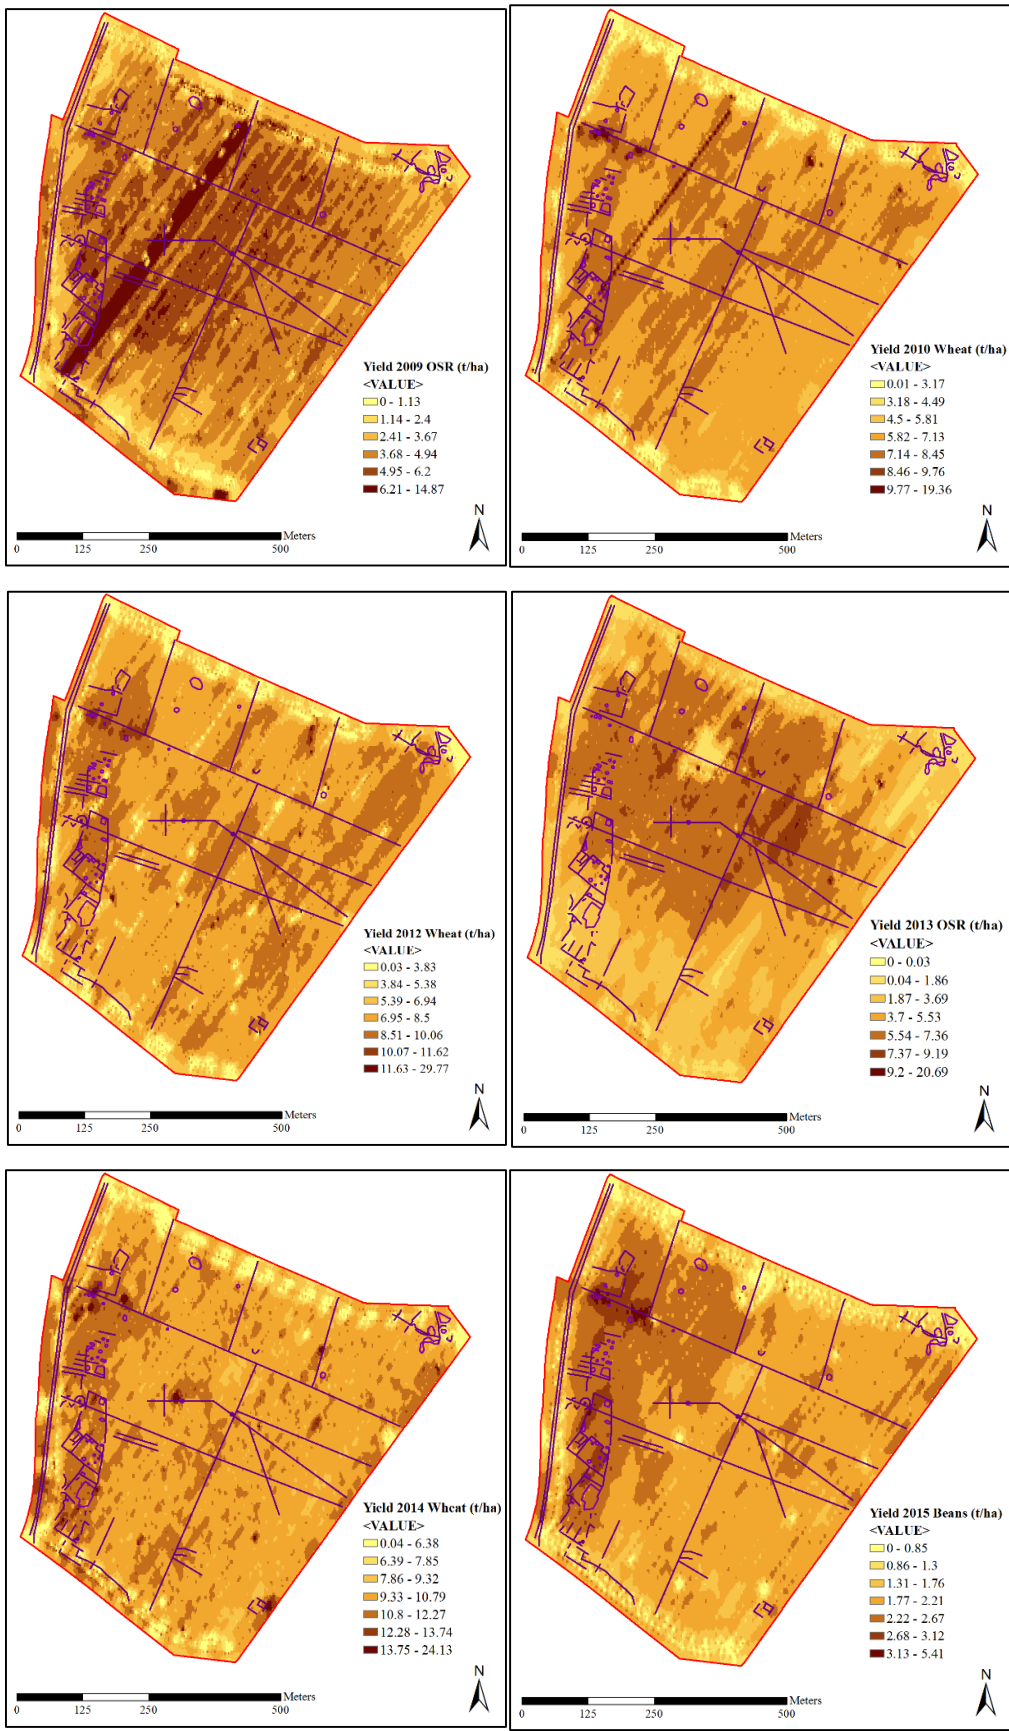 Yield 2009 OSR (t/ha)
<VALUE>
0 - 1.13
1.14 - 2.4
2.41 - 3.67
3.68 - 4.94
4.95 - 6.2
6.21 - 14.87
N
Meters
0 125 250 500
Yield 2010 Wheat (t/ha)
<VALUE>
0.01 - 3.17
3.18 - 4.49
4.5 - 5.81
5.82 - 7.13
7.14 - 8.45
8.46 - 9.76
9.77 - 19.36
N
Meters
0 125 250 500
Yield 2012 Wheat (t/ha)
<VALUE>
0.03 - 3.83
3.84 - 5.38
5.39 - 6.94
6.95 - 8.5
8.51 - 10.06
10.07 - 11.62
11.63 - 29.77
N
Meters
0 125 250 500
Yield 2013 OSR (t/ha)
<VALUE>
0 - 0.03
0.04 - 1.86
1.87 - 3.69
3.7 - 5.53
5.54 - 7.36
7.37 - 9.19
9.2 - 20.69
N
Meters
0 125 250 500
Yield 2014 Wheat (t/ha)
<VALUE>
0.04 - 6.38
6.39 - 7.85
7.86 - 9.32
9.33 - 10.79
10.8 - 12.27
12.28 - 13.74
13.75 - 24.13
N
Meters
0 125 250 500
Yield 2015 Beans (t/ha)
<VALUE>
0 - 0.85
0.86 - 1.3
1.31 - 1.76
1.77 - 2.21
2.22 - 2.67
2.68 - 3.12
3.13 - 5.41
N
Meters
0 125 250 500